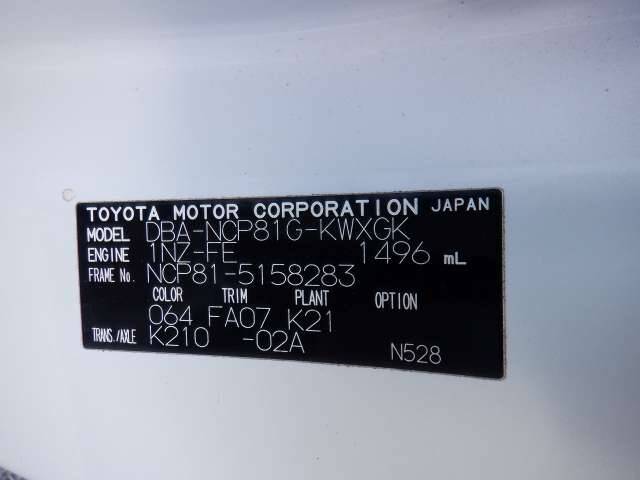 TOYOTA MOTOR CORPORATION JAPAN
MODEL DBA-NCP81G-KWXGK
ENGINE 1NZ-FE 1496 mL
FRAME No. NCP81-5158283
COLOR TRIM PLANT OPTION
064 FA07 K21
TRANS./AXLE K210 -02A
N528